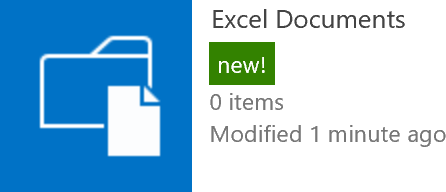 Excel Documents
new!
0 items
Modified 1 minute ago